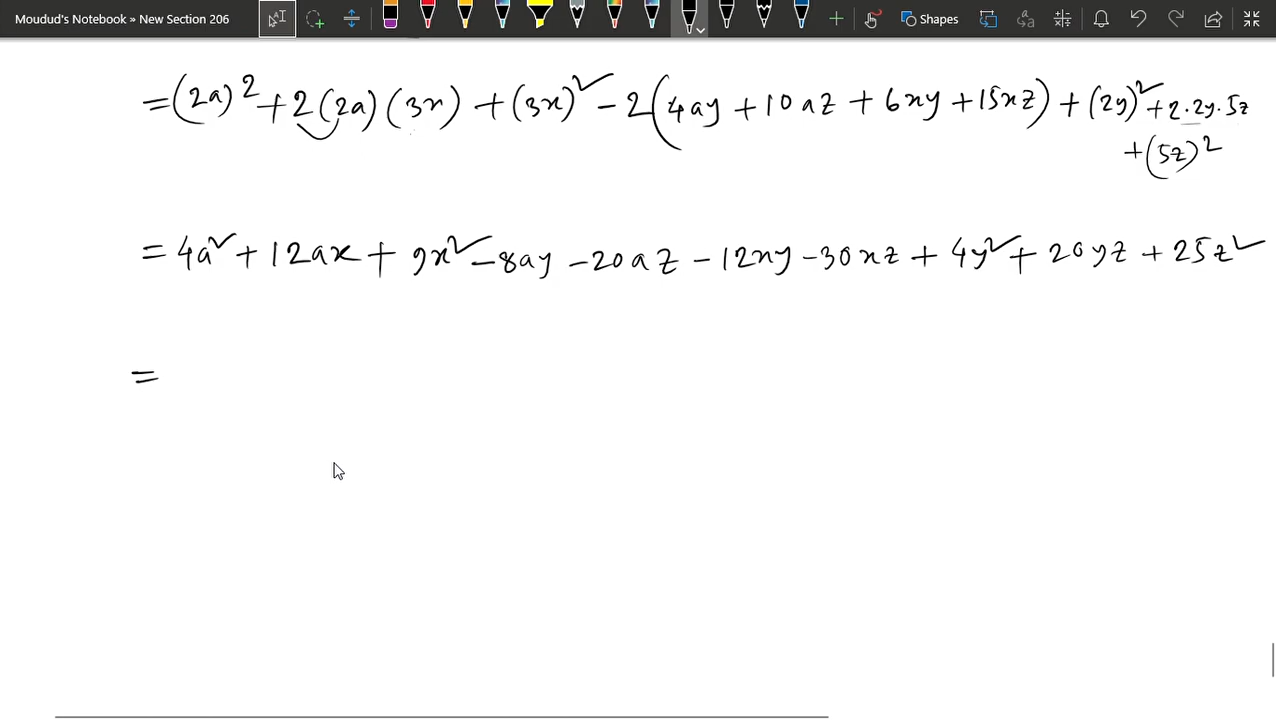 Moudud's Notebook » New Section 206
Shapes
=(2a)² + 2(2a)(3x) + (3x)² - 2(4ay + 10az + 6xy + 15xz) + (2y)² + 2·2y·5z
+(5z)²
= 4a² + 12ax + 9x² - 8ay - 20az - 12xy - 30xz + 4y² + 20yz + 25z²
=